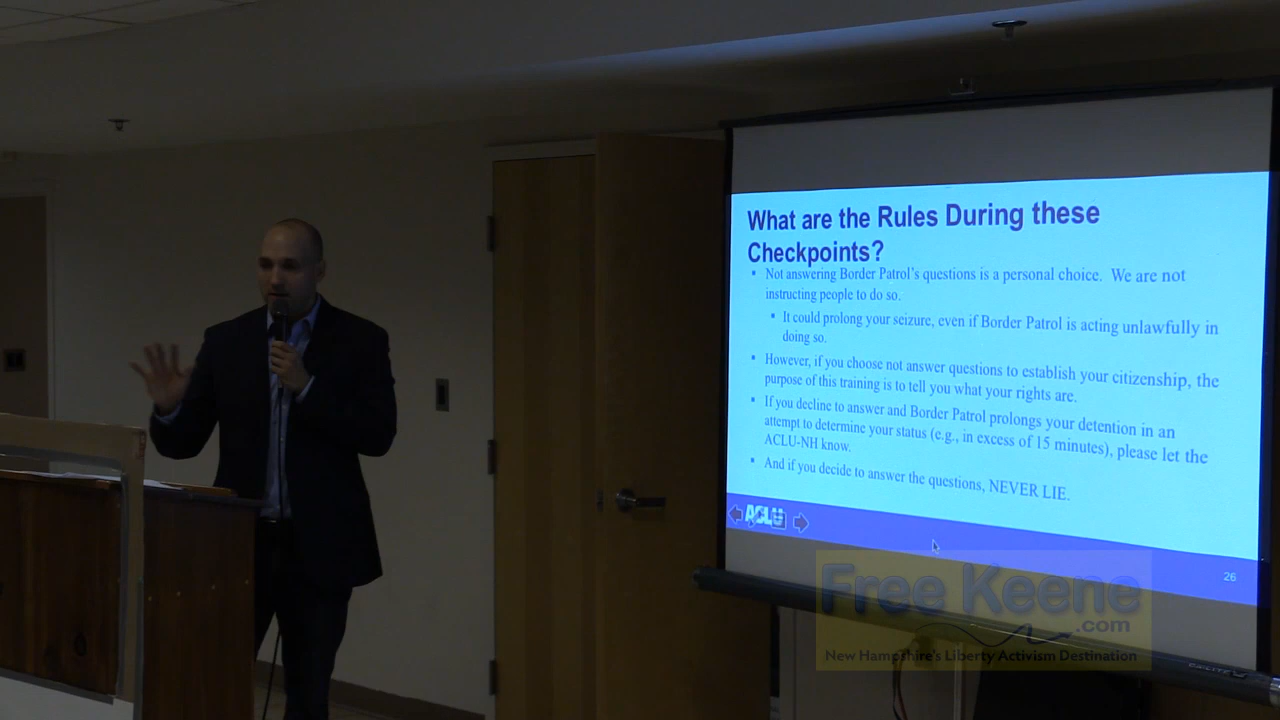 What are the Rules During these
Checkpoints?
Not answering Border Patrol's questions is a personal choice. We are not
instructing people to do so.
It could prolong your seizure, even if Border Patrol is acting unlawfully in
doing so.
However, if you choose not answer questions to establish your citizenship, the
purpose of this training is to tell you what your rights are.
If you decline to answer and Border Patrol prolongs your detention in an
attempt to determine your status (e.g., in excess of 15 minutes), please let the
ACLU-NH know.
And if you decide to answer the questions, NEVER LIE.
ACLU
26
Free Keene
.com
New Hampshire's Liberty Activism Destination